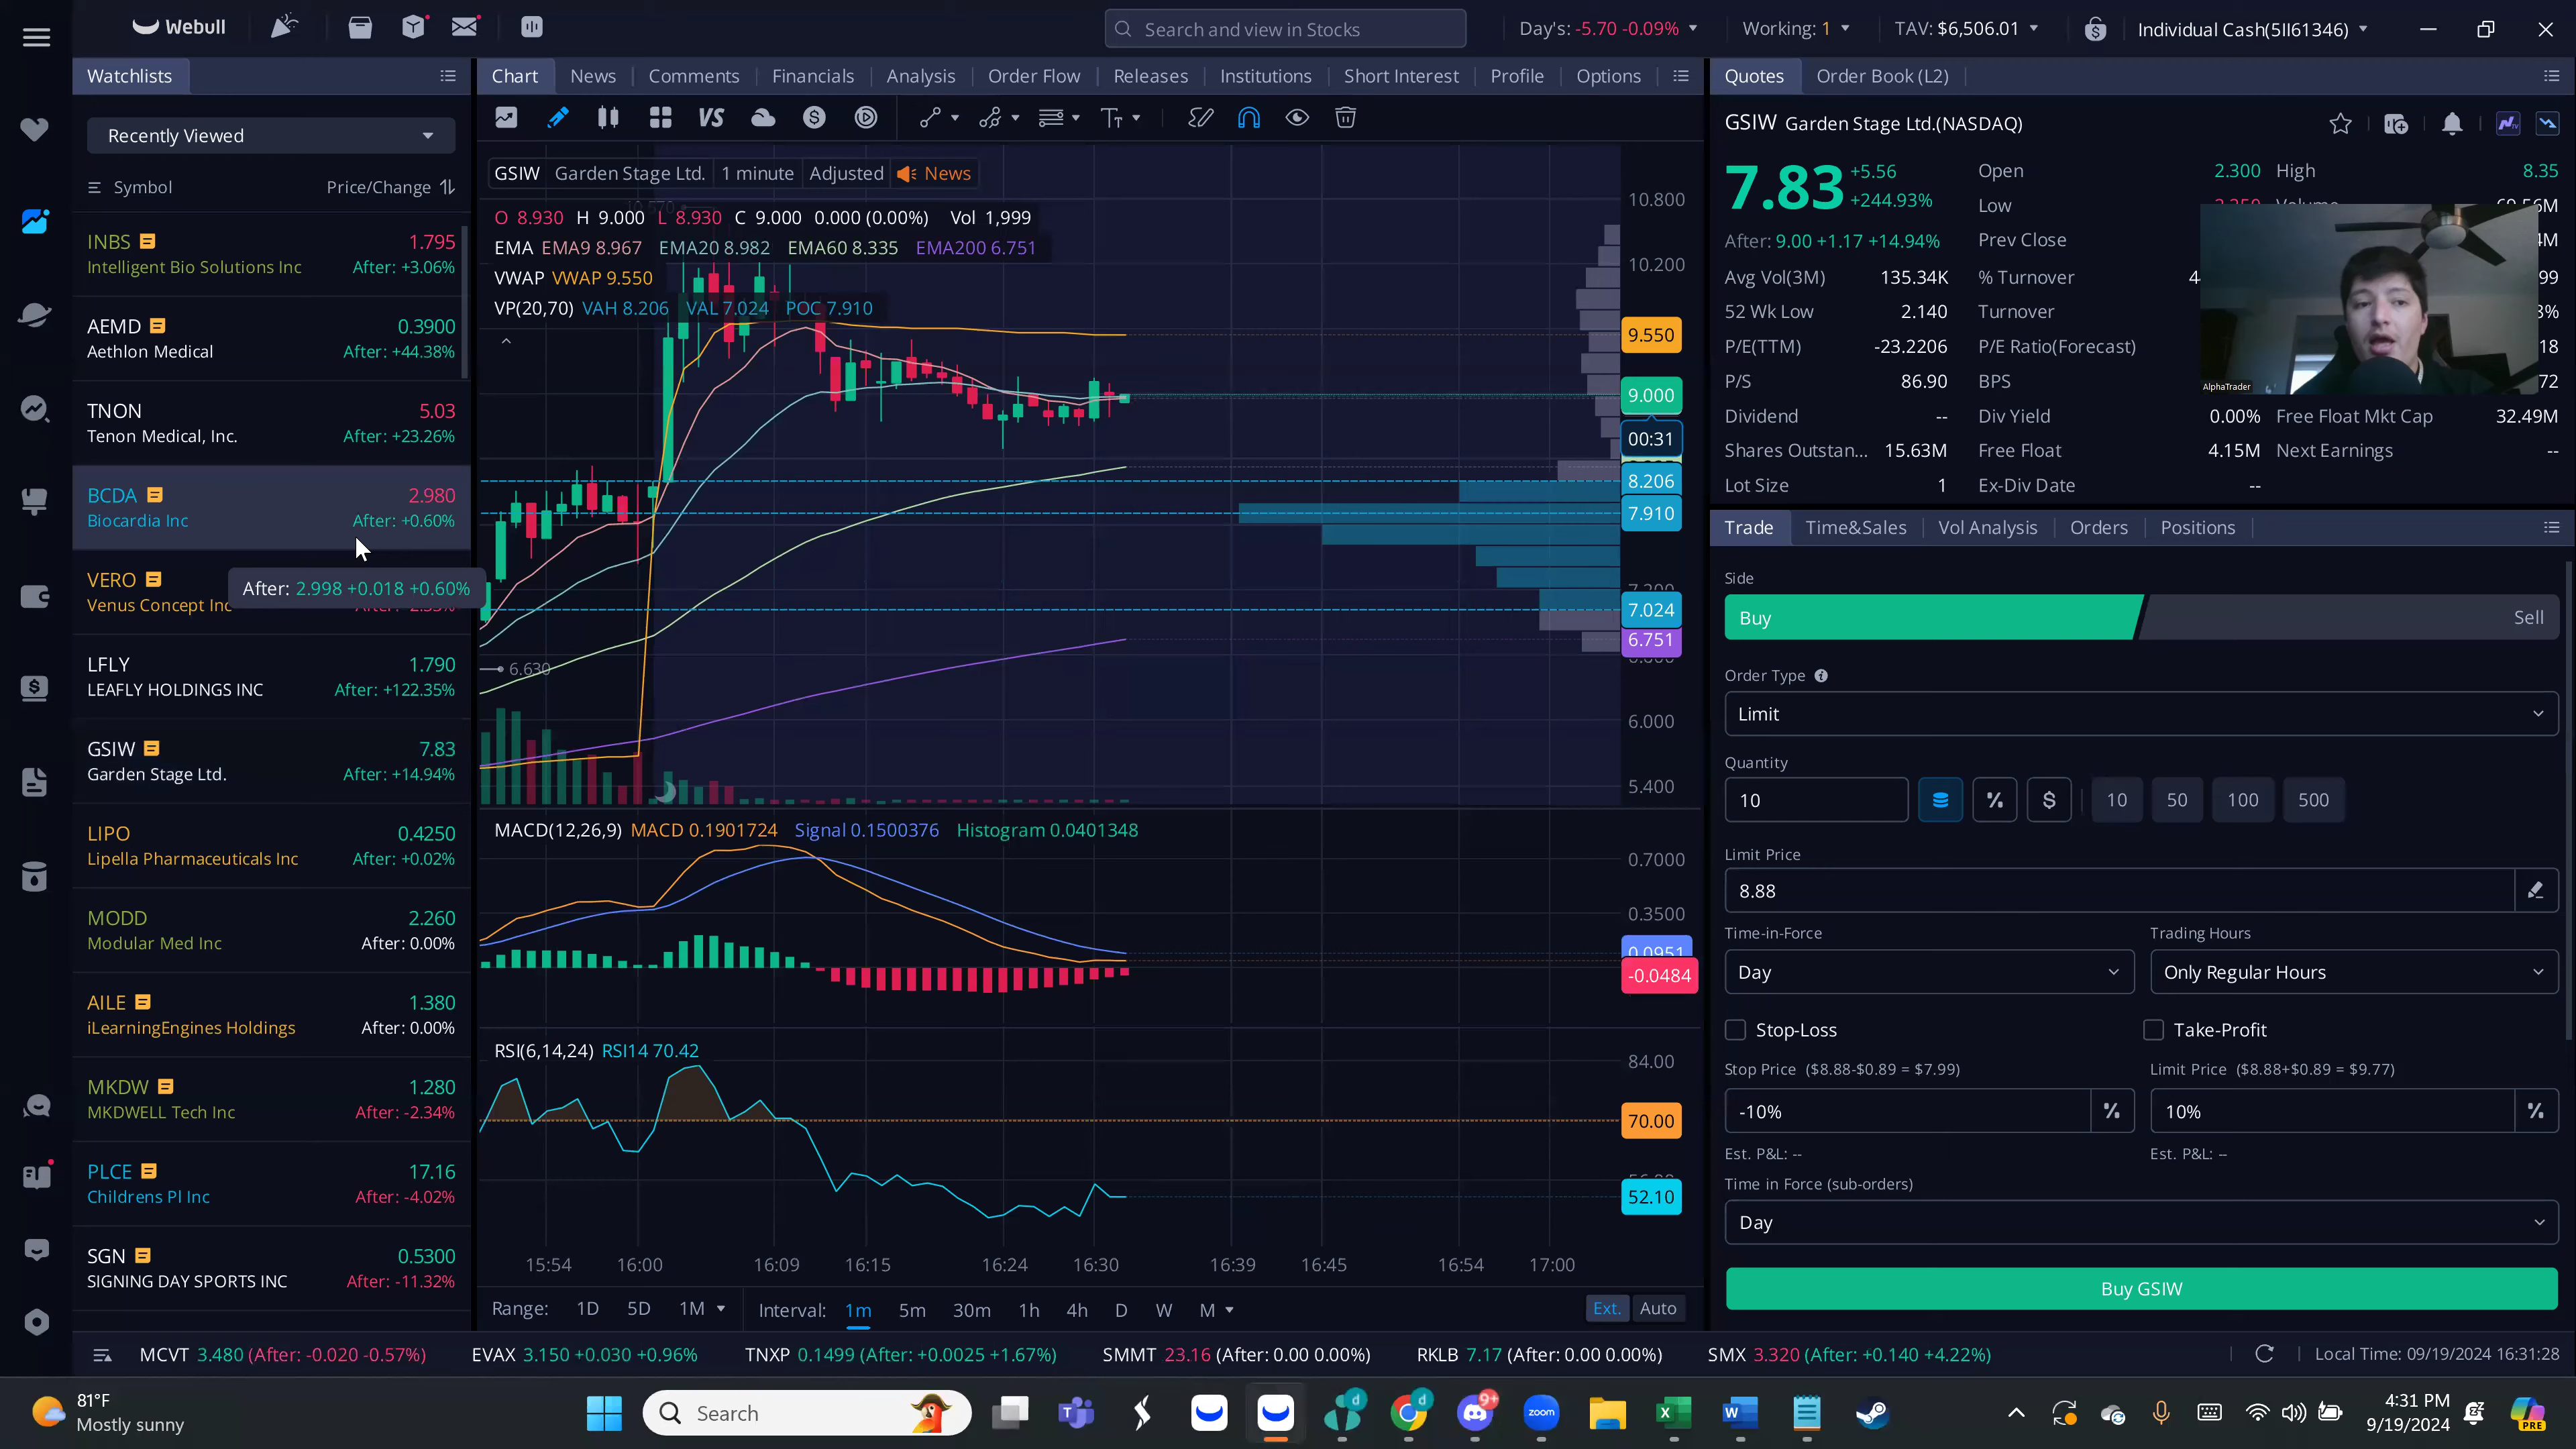 Webull
Search and view in Stocks
Day's: -5.70 -0.09%
Working: 1
TAV: $6,506.01
Individual Cash(5II61346)
Watchlists
Recently Viewed
Symbol
Price/Change
INBS 1.795
Intelligent Bio Solutions Inc After: +3.06%
AEMD 0.3900
Aethlon Medical After: +44.38%
TNON 5.03
Tenon Medical, Inc. After: +23.26%
BCDA 2.980
Biocardia Inc After: +0.60%
VERO
Venus Concept Inc
After: 2.998 +0.018 +0.60%
LFLY 1.790
LEAFLY HOLDINGS INC After: +122.35%
GSIW 7.83
Garden Stage Ltd. After: +14.94%
LIPO 0.4250
Lipella Pharmaceuticals Inc After: +0.02%
MODD 2.260
Modular Med Inc After: 0.00%
AILE 1.380
iLearningEngines Holdings After: 0.00%
MKDW 1.280
MKDWELL Tech Inc After: -2.34%
PLCE 17.16
Childrens Pl Inc After: -4.02%
SGN 0.5300
SIGNING DAY SPORTS INC After: -11.32%
Chart News Comments Financials Analysis Order Flow Releases Institutions Short Interest Profile Options
VS
GSIW Garden Stage Ltd. 1 minute Adjusted News
O 8.930 H 9.000 L 8.930 C 9.000 0.000 (0.00%) Vol 1,999
EMA EMA9 8.967 EMA20 8.982 EMA60 8.335 EMA200 6.751
VWAP VWAP 9.550
VP(20,70) VAH 8.206 VAL 7.024 POC 7.910
10.800
10.200
9.550
9.000
00:31
8.206
7.910
7.024
6.751
6.000
5.400
6.630
MACD(12,26,9) MACD 0.1901724 Signal 0.1500376 Histogram 0.0401348
0.7000
0.3500
0.0951
-0.0484
RSI(6,14,24) RSI14 70.42
84.00
70.00
52.10
15:54 16:00 16:09 16:15 16:24 16:30 16:39 16:45 16:54 17:00
Range: 1D 5D 1M Interval: 1m 5m 30m 1h 4h D W M Ext. Auto
Quotes Order Book (L2)
GSIW Garden Stage Ltd.(NASDAQ)
7.83 +5.56
+244.93%
After: 9.00 +1.17 +14.94%
Open 2.300 High 8.35
Low
Prev Close
Avg Vol(3M) 135.34K % Turnover
52 Wk Low 2.140 Turnover
P/E(TTM) -23.2206 P/E Ratio(Forecast)
P/S 86.90 BPS
Dividend -- Div Yield 0.00% Free Float Mkt Cap 32.49M
Shares Outstan... 15.63M Free Float 4.15M Next Earnings --
Lot Size 1 Ex-Div Date --
AlphaTrader
Trade Time&Sales Vol Analysis Orders Positions
Side
Buy Sell
Order Type
Limit
Quantity
10 % $ 10 50 100 500
Limit Price
8.88
Time-in-Force Trading Hours
Day Only Regular Hours
Stop-Loss Take-Profit
Stop Price ($8.88-$0.89 = $7.99) Limit Price ($8.88+$0.89 = $9.77)
-10% % 10% %
Est. P&L: -- Est. P&L: --
Time in Force (sub-orders)
Day
Buy GSIW
MCVT 3.480 (After: -0.020 -0.57%) EVAX 3.150 +0.030 +0.96% TNXP 0.1499 (After: +0.0025 +1.67%) SMMT 23.16 (After: 0.00 0.00%) RKLB 7.17 (After: 0.00 0.00%) SMX 3.320 (After: +0.140 +4.22%) Local Time: 09/19/2024 16:31:28
81°F
Mostly sunny
Search
9+
zoom
4:31 PM
9/19/2024
PRE